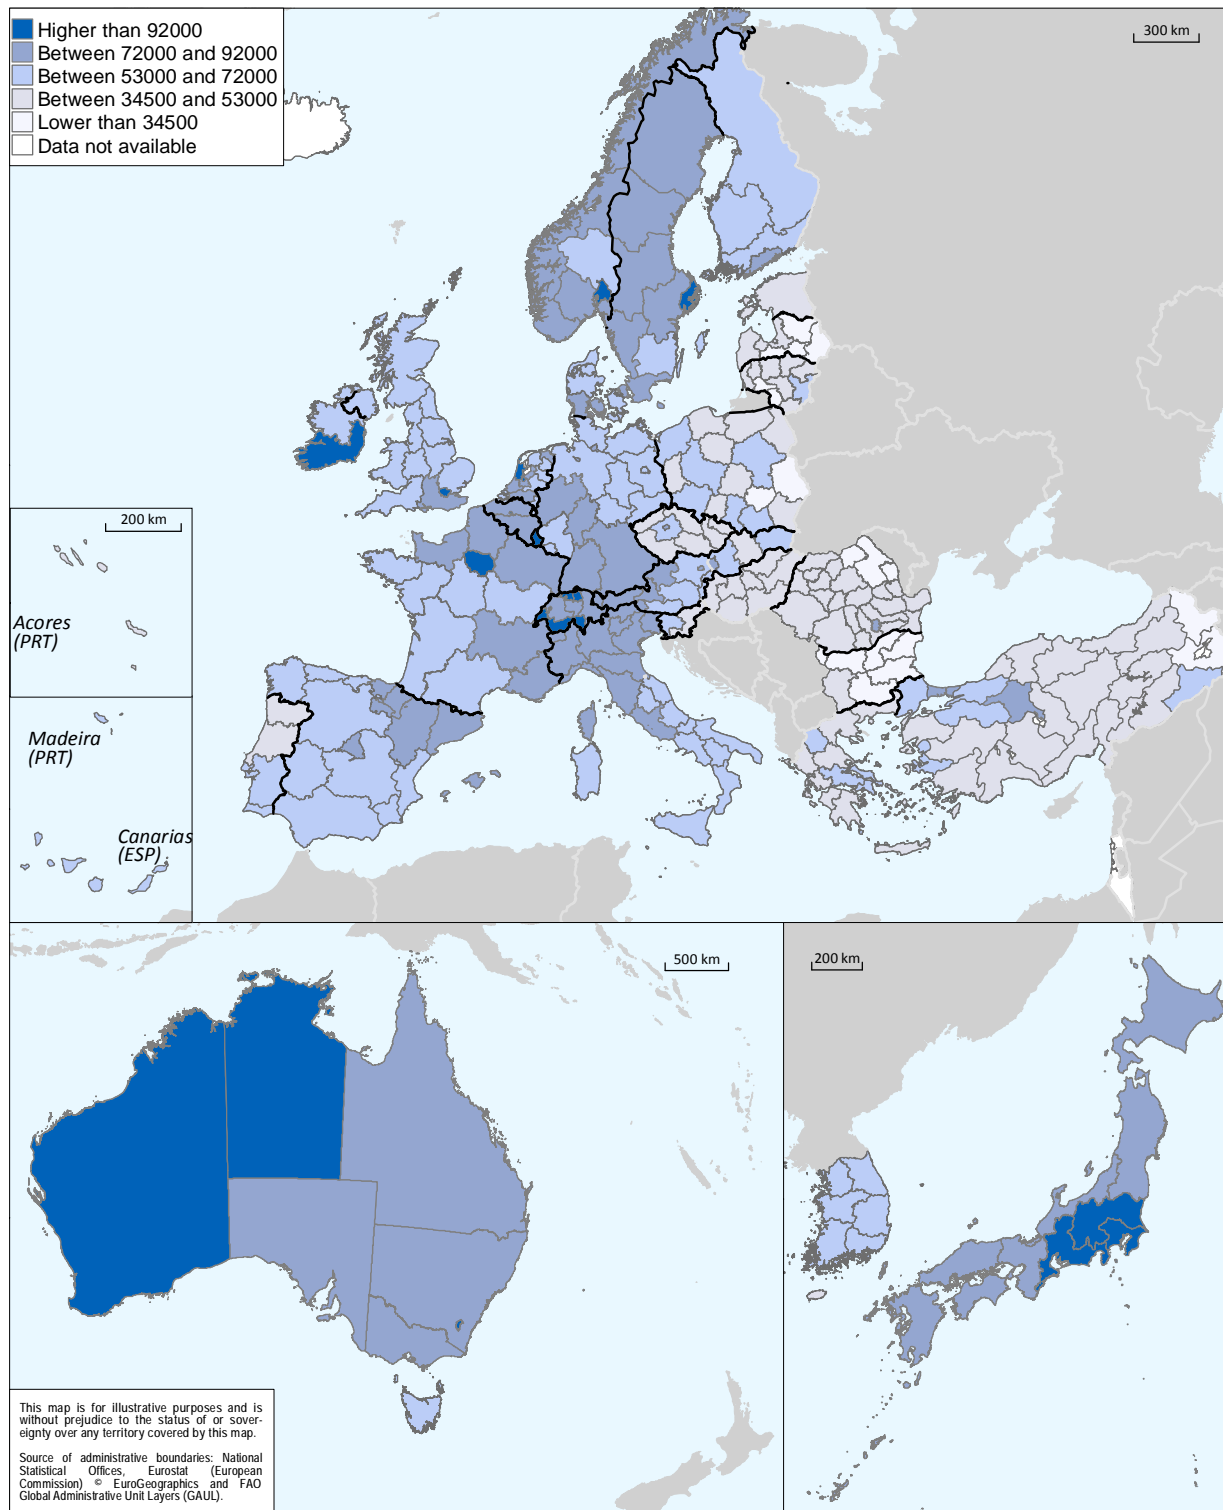 Higher than 92000
Between 72000 and 92000
Between 53000 and 72000
Between 34500 and 53000
Lower than 34500
Data not available
300 km
200 km
Acores
(PRT)
Madeira
(PRT)
Canarias
(ESP)
500 km
200 km
This map is for illustrative purposes and is
without prejudice to the status of or sover-
eignty over any territory covered by this map.
Source of administrative boundaries: National
Statistical Offices, Eurostat (European
Commission) © EuroGeographics and FAO
Global Administrative Unit Layers (GAUL).